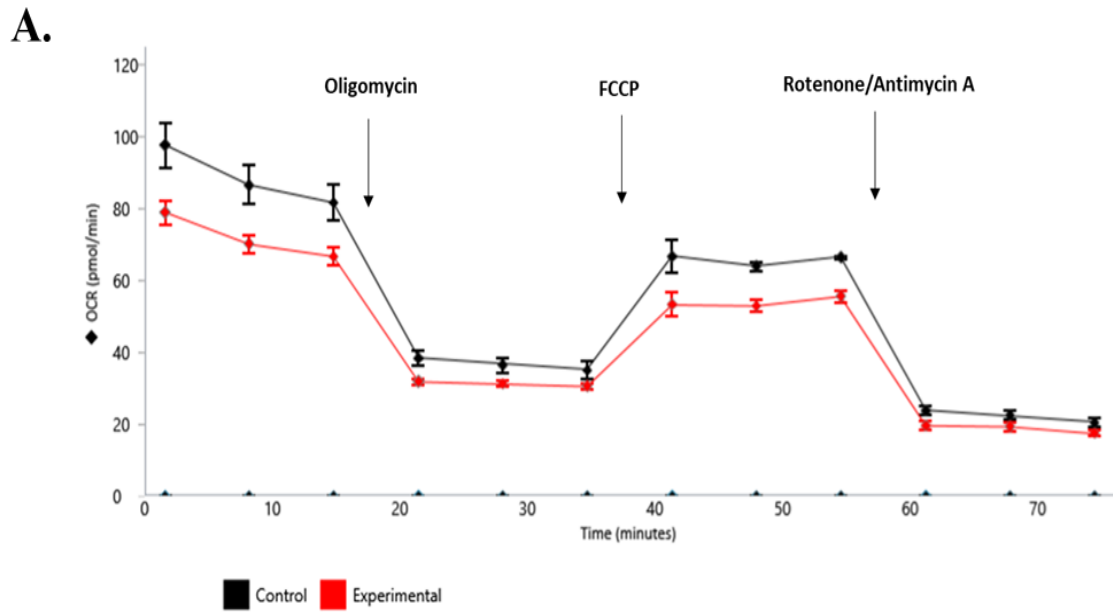 A.
Oligomycin
FCCP
Rotenone/Antimycin A
OCR (pmol/min)
120
100
80
60
40
20
0
0 10 20 30 40 50 60 70
Time (minutes)
Control Experimental